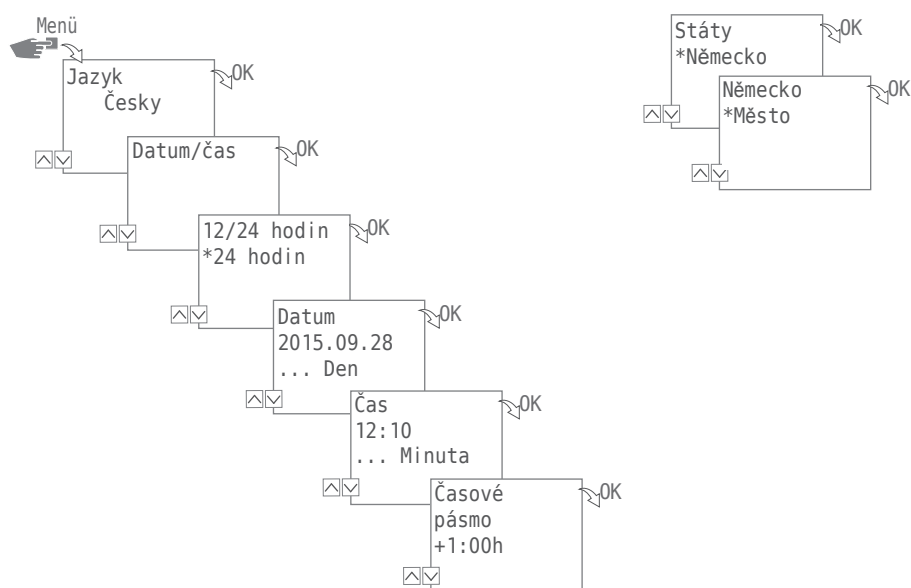 Menü
Jazyk
Česky
OK
Datum/čas
OK
12/24 hodin
*24 hodin
OK
Datum
2015.09.28
... Den
OK
Čas
12:10
... Minuta
OK
Časové
pásmo
+1:00h
OK
Státy
*Německo
OK
Německo
*Město
OK